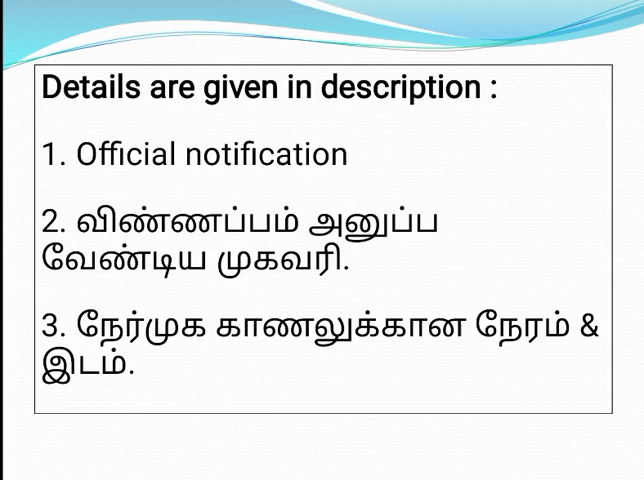 Details are given in description :
1. Official notification
2. விண்ணப்பம் அனுப்ப
வேண்டிய முகவரி.
3. நேர்முக காணலுக்கான நேரம் &
இடம்.